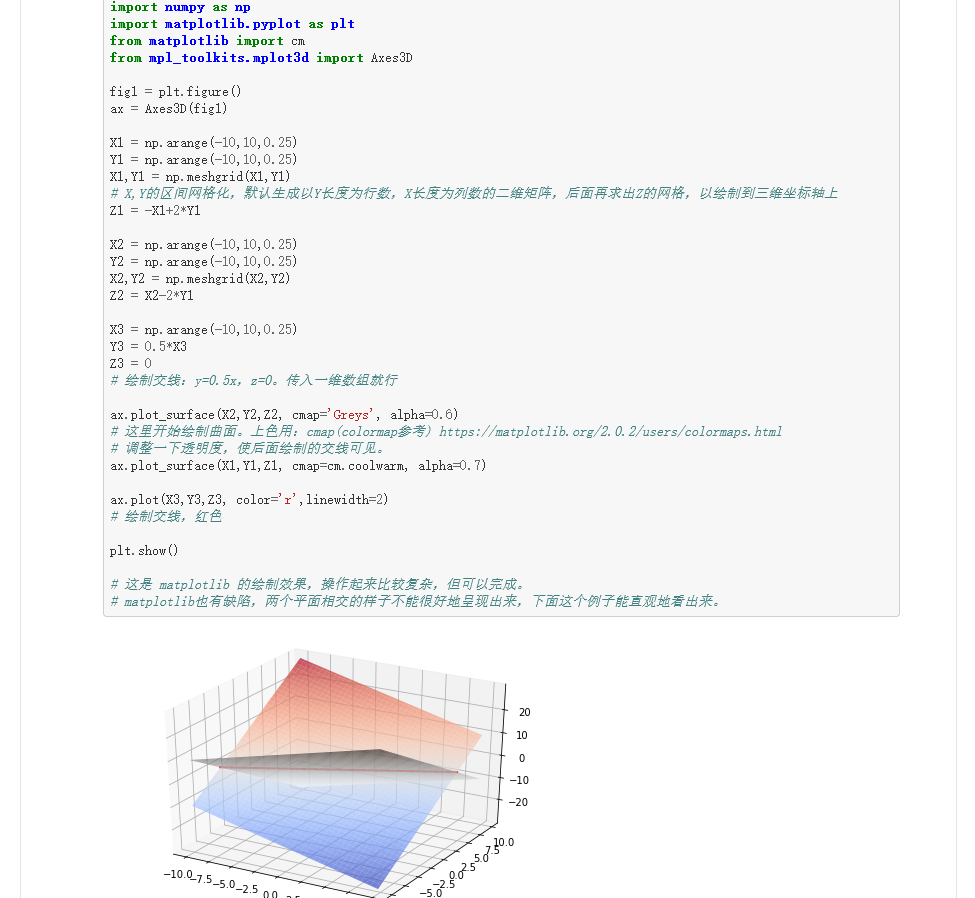 import numpy as np
import matplotlib.pyplot as plt
from matplotlib import cm
from mpl_toolkits.mplot3d import Axes3D
fig1 = plt.figure()
ax = Axes3D(fig1)
X1 = np.arange(-10,10,0.25)
Y1 = np.arange(-10,10,0.25)
X1,Y1 = np.meshgrid(X1,Y1)
# X,Y的区间网格化，默认生成以Y长度为行数，X长度为列数的二维矩阵，后面再求出Z的网格，以绘制到三维坐标轴上
Z1 = -X1+2*Y1
X2 = np.arange(-10,10,0.25)
Y2 = np.arange(-10,10,0.25)
X2,Y2 = np.meshgrid(X2,Y2)
Z2 = X2-2*Y1
X3 = np.arange(-10,10,0.25)
Y3 = 0.5*X3
Z3 = 0
# 绘制交线：y=0.5x，z=0。传入一维数组就行
ax.plot_surface(X2,Y2,Z2, cmap='Greys', alpha=0.6)
# 这里开始绘制曲面。上色用：cmap(colormap参考）https://matplotlib.org/2.0.2/users/colormaps.html
# 调整一下透明度，使后面绘制的交线可见。
ax.plot_surface(X1,Y1,Z1, cmap=cm.coolwarm, alpha=0.7)
ax.plot(X3,Y3,Z3, color='r',linewidth=2)
# 绘制交线，红色
plt.show()
# 这是 matplotlib 的绘制效果，操作起来比较复杂，但可以完成。
# matplotlib也有缺陷，两个平面相交的样子不能很好地呈现出来，下面这个例子能直观地看出来。
20
10
0
−10
−20
10.0
7.5
5.0
2.5
0.0
−2.5
−5.0
−10.0
−7.5
−5.0
−2.5
0.0